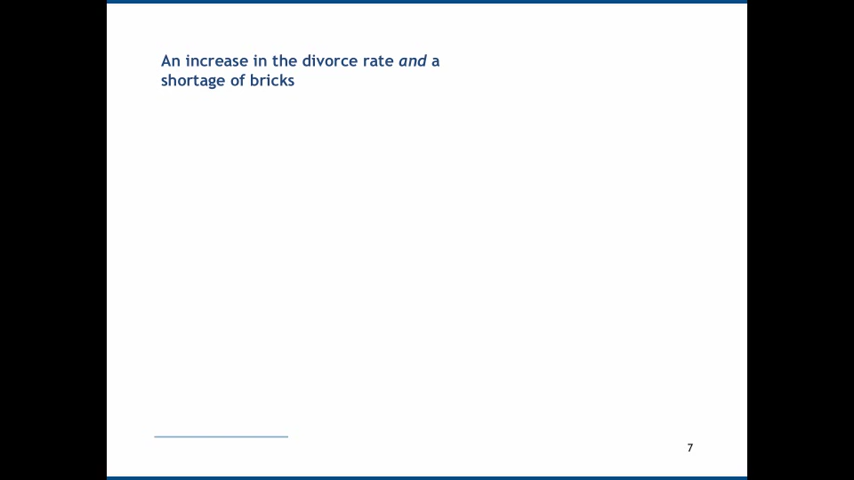 An increase in the divorce rate and a
shortage of bricks
7